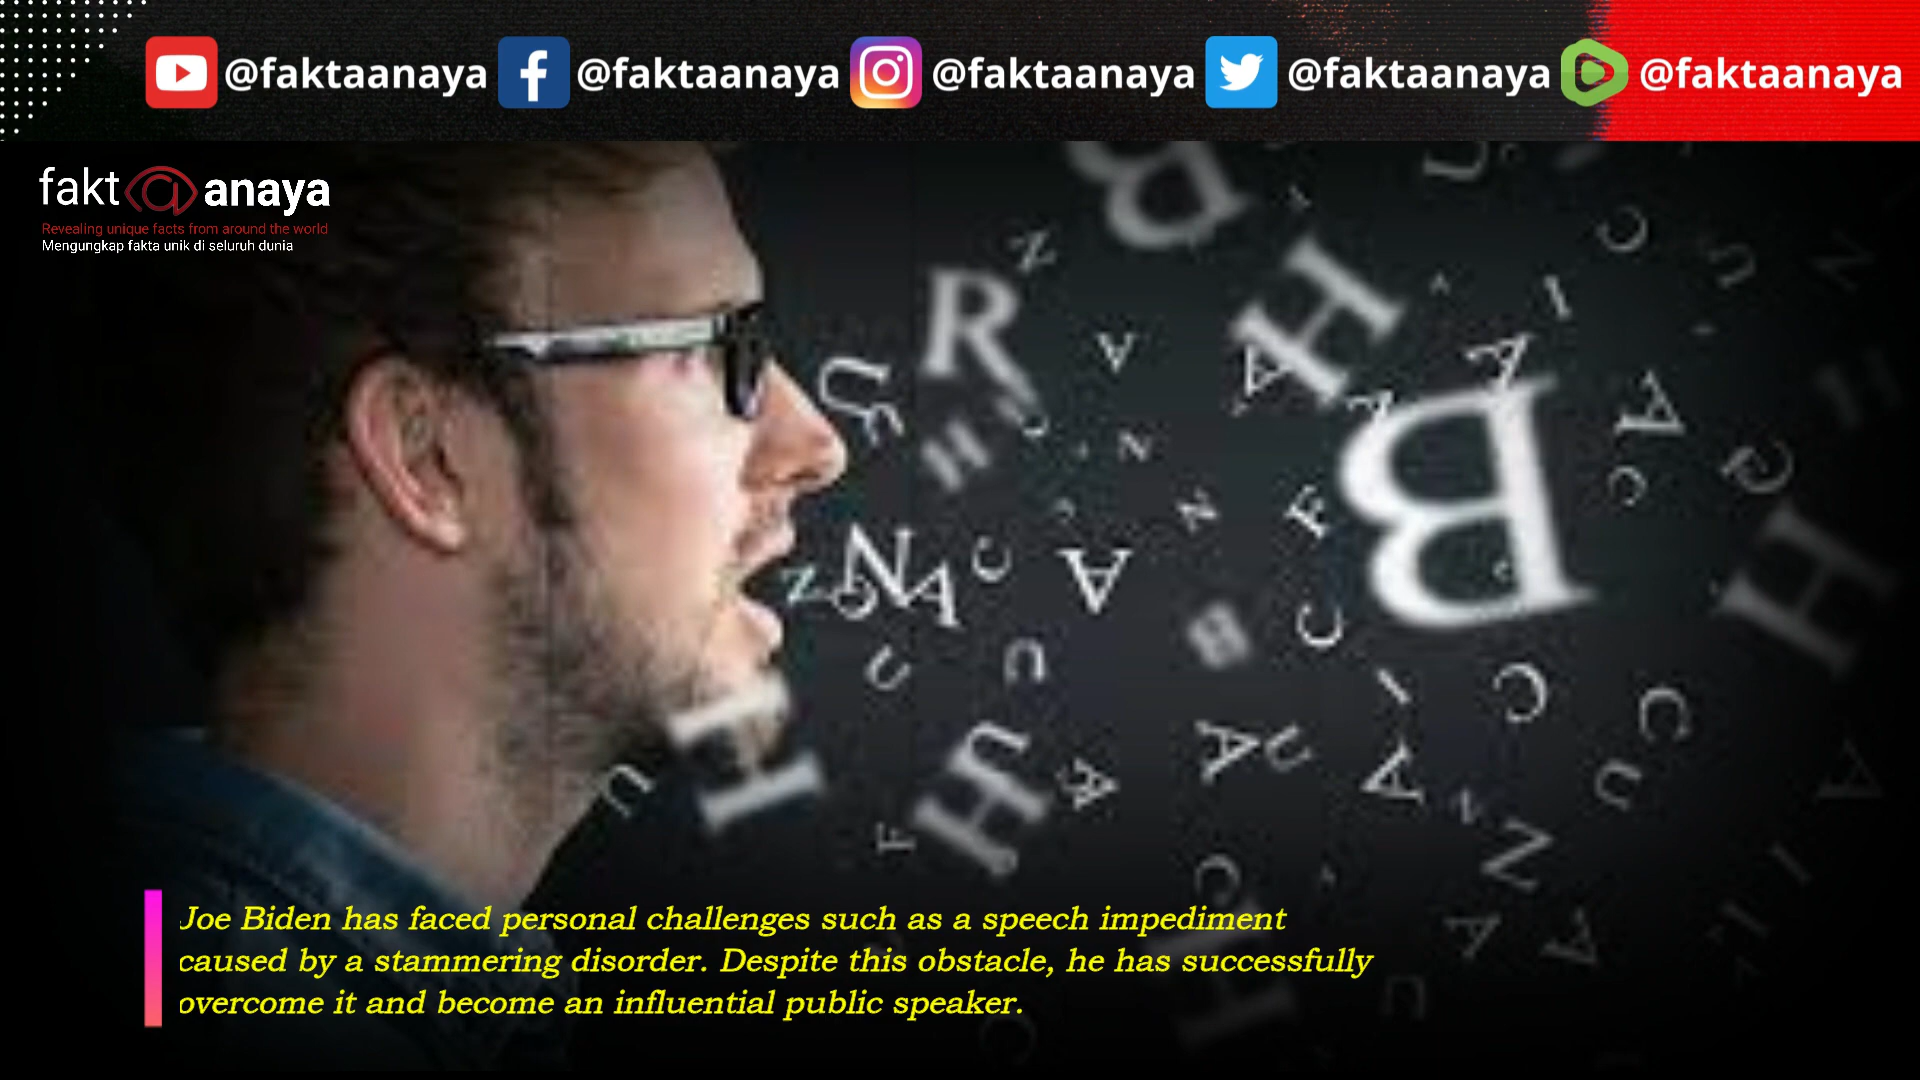 @faktaanaya @faktaanaya @faktaanaya @faktaanaya @faktaanaya
fakt@anaya
Revealing unique facts from around the world
Mengungkap fakta unik di seluruh dunia
Joe Biden has faced personal challenges such as a speech impediment
caused by a stammering disorder. Despite this obstacle, he has successfully
overcome it and become an influential public speaker.